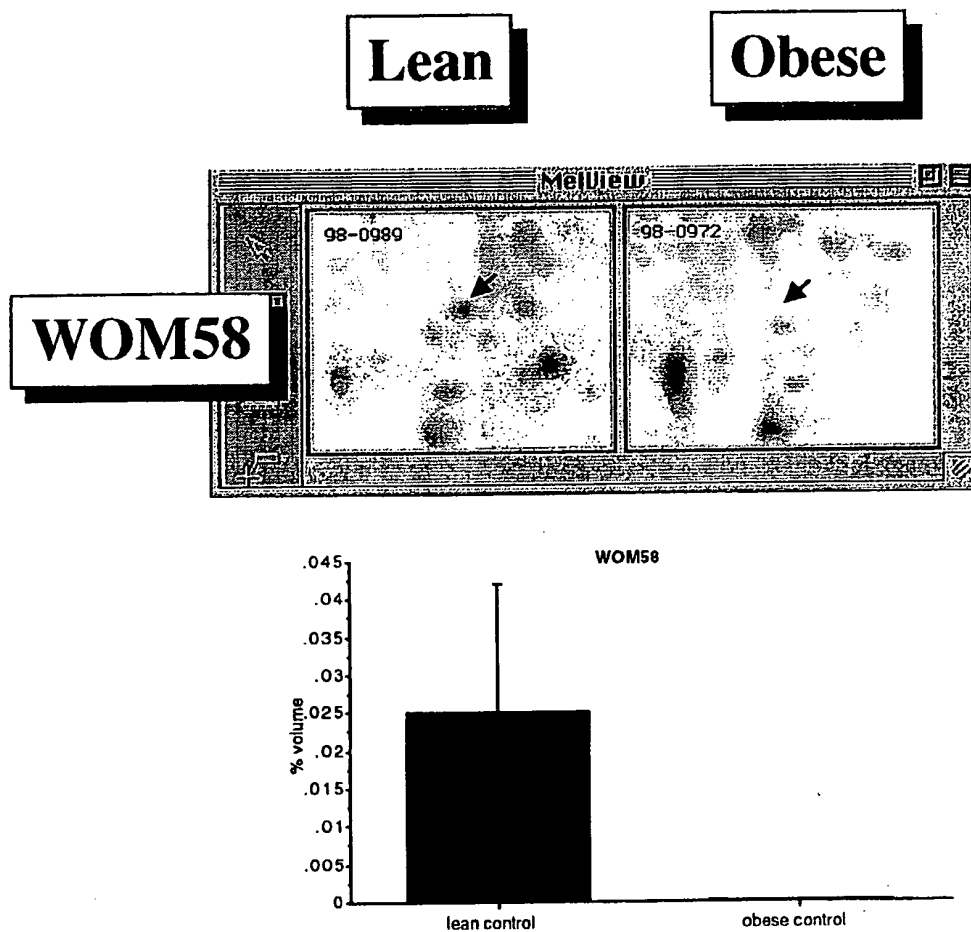 Lean
Obese
MelView
98-0989
98-0972
WOM58
WOM58
.045
.04
.035
.03
.025
.02
.015
.01
.005
0
% volume
lean control
obese control